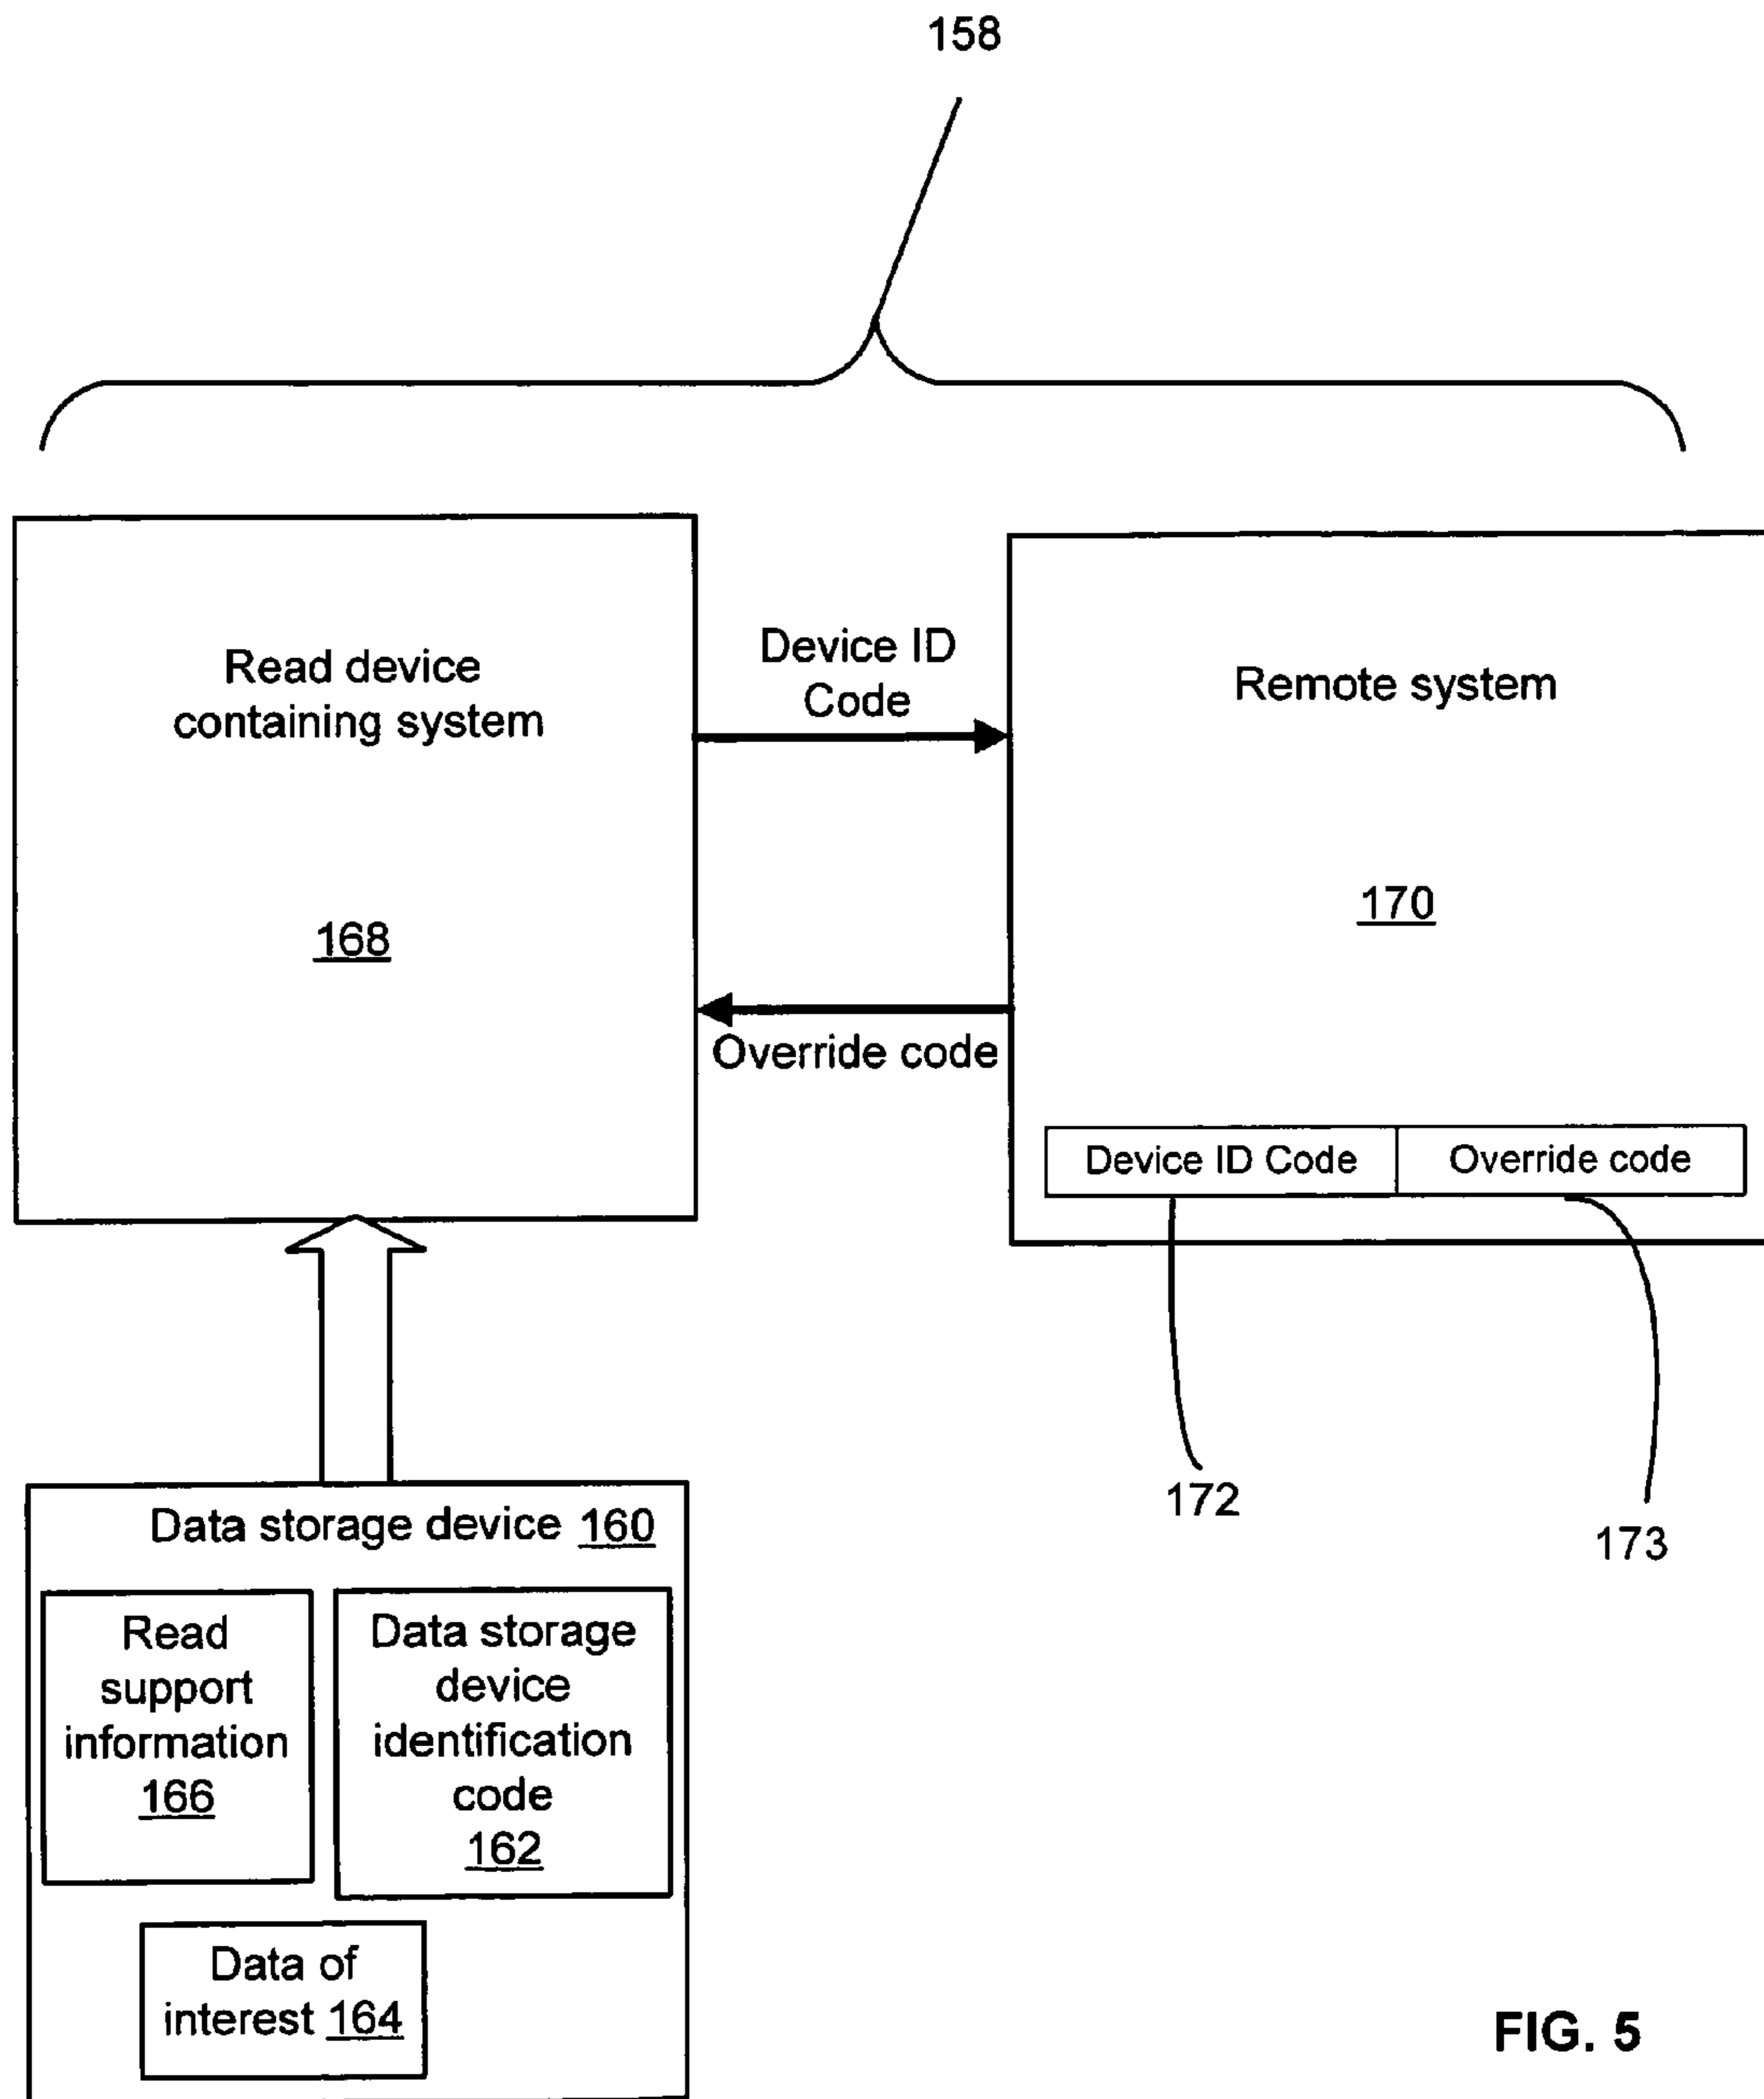 158
Read device
containing system
168
Device ID
Code
Override code
Remote system
170
Device ID Code
Override code
172
173
Data storage device 160
Read
support
information
166
Data storage
device
identification
code
162
Data of
interest 164
FIG. 5